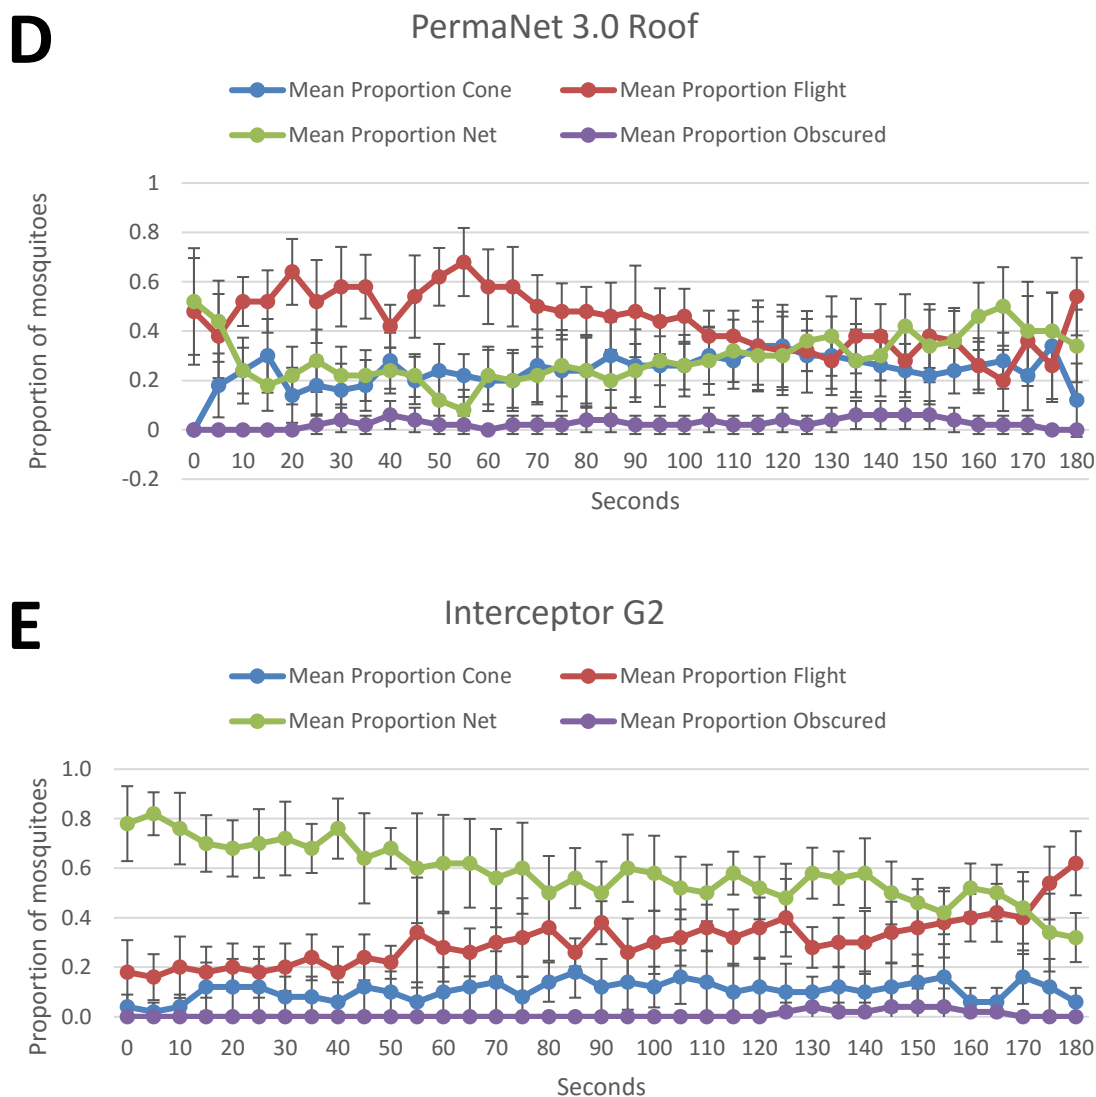 D
PermaNet 3.0 Roof
Mean Proportion Cone
Mean Proportion Flight
Mean Proportion Net
Mean Proportion Obscured
Proportion of mosquitoes
1
0.8
0.6
0.4
0.2
0
-0.2
0 10 20 30 40 50 60 70 80 90 100 110 120 130 140 150 160 170 180
Seconds
E
Interceptor G2
Mean Proportion Cone
Mean Proportion Flight
Mean Proportion Net
Mean Proportion Obscured
Proportion of mosquitoes
1.0
0.8
0.6
0.4
0.2
0.0
0 10 20 30 40 50 60 70 80 90 100 110 120 130 140 150 160 170 180
Seconds